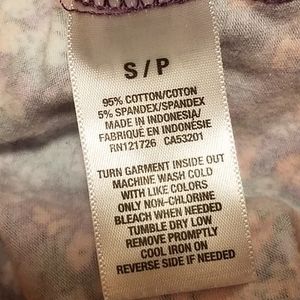 S / P
95% COTTON/COTON
5% SPANDEX/SPANDEX
MADE IN INDONESIA/
FABRIQUÉ EN INDONÉSIE
RN121726 CA53201
TURN GARMENT INSIDE OUT
MACHINE WASH COLD
WITH LIKE COLORS
ONLY NON-CHLORINE
BLEACH WHEN NEEDED
TUMBLE DRY LOW
REMOVE PROMPTLY
COOL IRON ON
REVERSE SIDE IF NEEDED